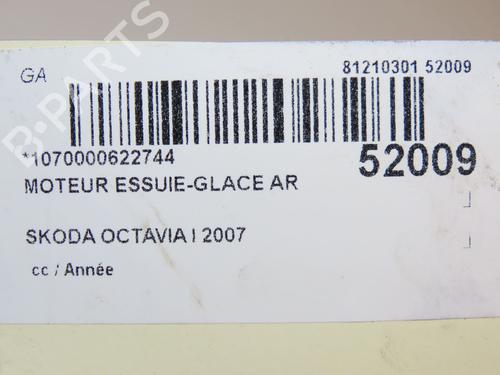 GA
81210301 52009
*1070000622744
52009
MOTEUR ESSUIE-GLACE AR
SKODA OCTAVIA I 2007
cc / Année
B-PARTS